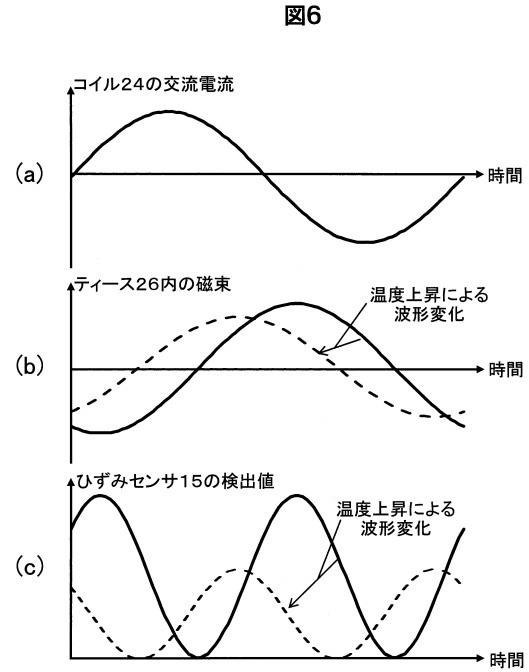 図6
コイル24の交流電流
(a)
時間
ティース26内の磁束
温度上昇による
波形変化
(b)
時間
ひずみセンサ15の検出値
温度上昇による
波形変化
(c)
時間